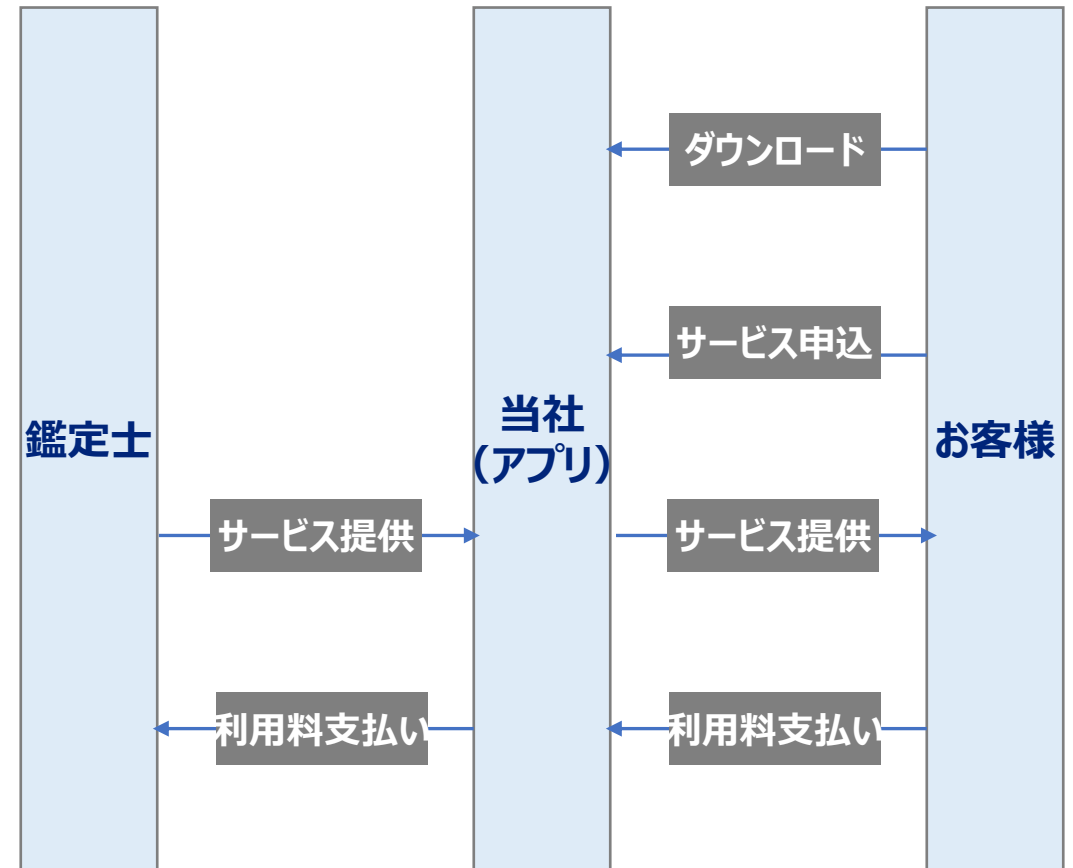 ダウンロード
サービス申込
鑑定士
当社
(アプリ)
お客様
サービス提供
サービス提供
利用料支払い
利用料支払い